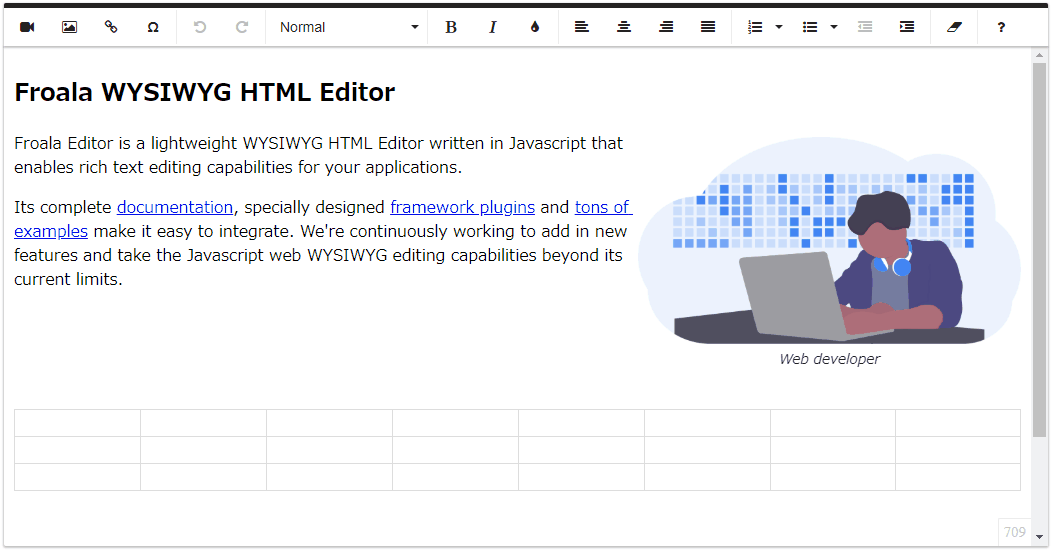 Ω Normal B I ?
Froala WYSIWYG HTML Editor
Froala Editor is a lightweight WYSIWYG HTML Editor written in Javascript that
enables rich text editing capabilities for your applications.
Its complete documentation, specially designed framework plugins and tons of
examples make it easy to integrate. We're continuously working to add in new
features and take the Javascript web WYSIWYG editing capabilities beyond its
current limits.
Web developer
709